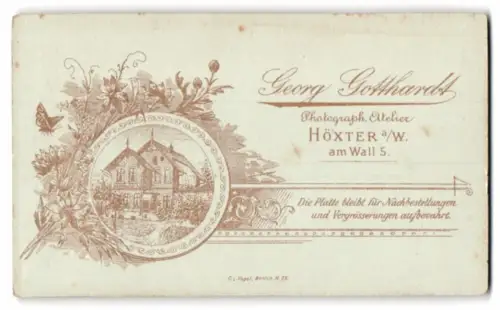 Georg Gotthardt
Photograph. Atelier
HÖXTER a/W.
am Wall 5.
Die Platte bleibt für Nachbestellungen
und Vergrösserungen aufbewahrt.